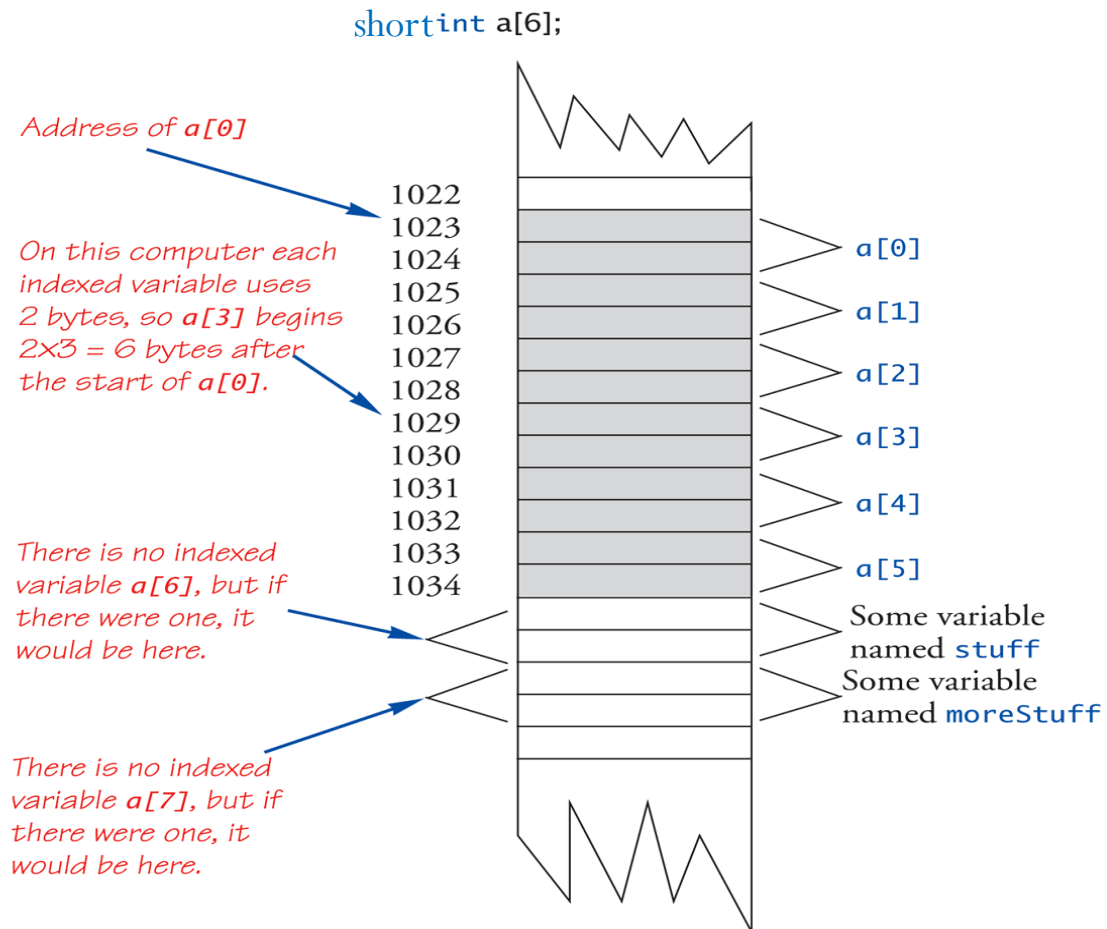 short int a[6];
Address of a[0]
On this computer each
indexed variable uses
2 bytes, so a[3] begins
2x3 = 6 bytes after
the start of a[0].
There is no indexed
variable a[6], but if
there were one, it
would be here.
There is no indexed
variable a[7], but if
there were one, it
would be here.
1022
1023
1024
1025
1026
1027
1028
1029
1030
1031
1032
1033
1034
a[0]
a[1]
a[2]
a[3]
a[4]
a[5]
Some variable
named stuff
Some variable
named moreStuff